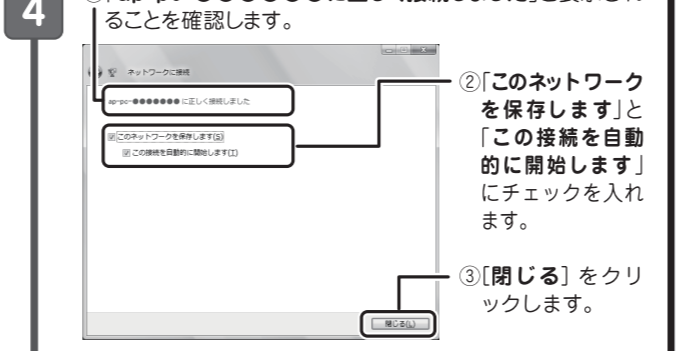 4
ることを確認します。
ネットワークに接続
ap-pc-●●●●●●● に正しく接続しました
このネットワークを保存します(S)
この接続を自動的に開始します(T)
閉じる(L)
②「このネットワーク
を保存します」と
「この接続を自動
的に開始します」
にチェックを入れ
ます。
③[閉じる] をクリ
ックします。